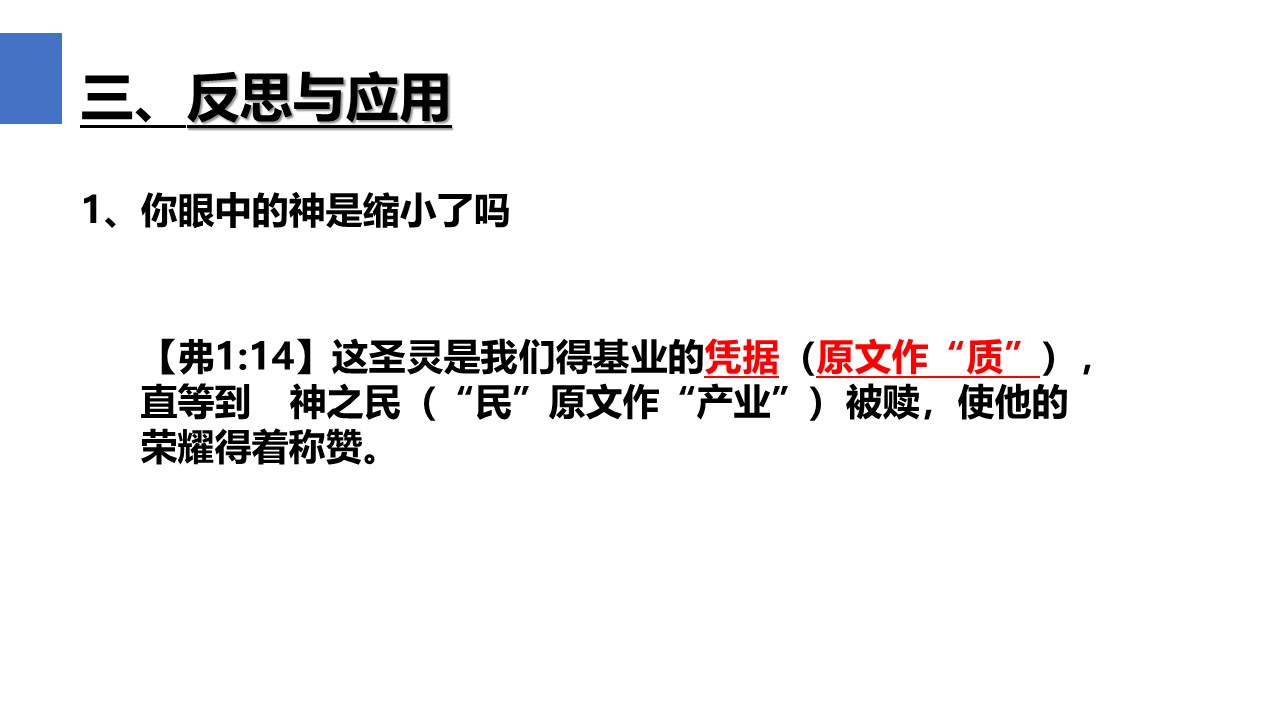 三、反思与应用
1、你眼中的神是缩小了吗
【弗1:14】这圣灵是我们得基业的凭据（原文作“质”），
直等到　神之民（“民”原文作“产业”）被赎，使他的
荣耀得着称赞。